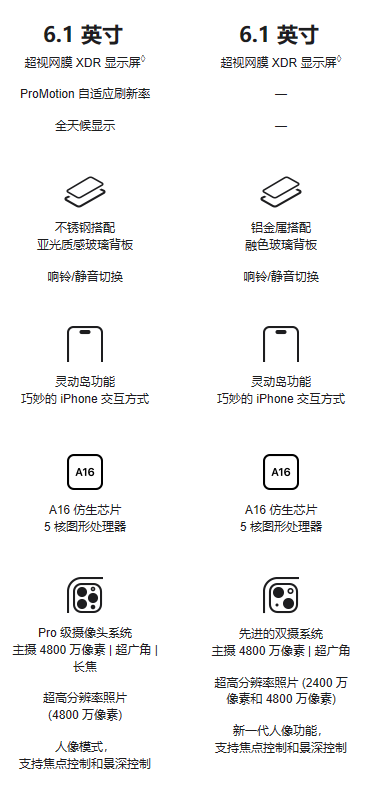 6.1 英寸
超视网膜 XDR 显示屏◊
ProMotion 自适应刷新率
全天候显示
不锈钢搭配
亚光质感玻璃背板
响铃/静音切换
灵动岛功能
巧妙的 iPhone 交互方式
A16
A16 仿生芯片
5 核图形处理器
Pro 级摄像头系统
主摄 4800 万像素 | 超广角 |
长焦
超高分辨率照片
(4800 万像素)
人像模式，
支持焦点控制和景深控制
6.1 英寸
超视网膜 XDR 显示屏◊
—
—
铝金属搭配
融色玻璃背板
响铃/静音切换
灵动岛功能
巧妙的 iPhone 交互方式
A16
A16 仿生芯片
5 核图形处理器
先进的双摄系统
主摄 4800 万像素 | 超广角
超高分辨率照片 (2400 万
像素和 4800 万像素)
新一代人像功能，
支持焦点控制和景深控制